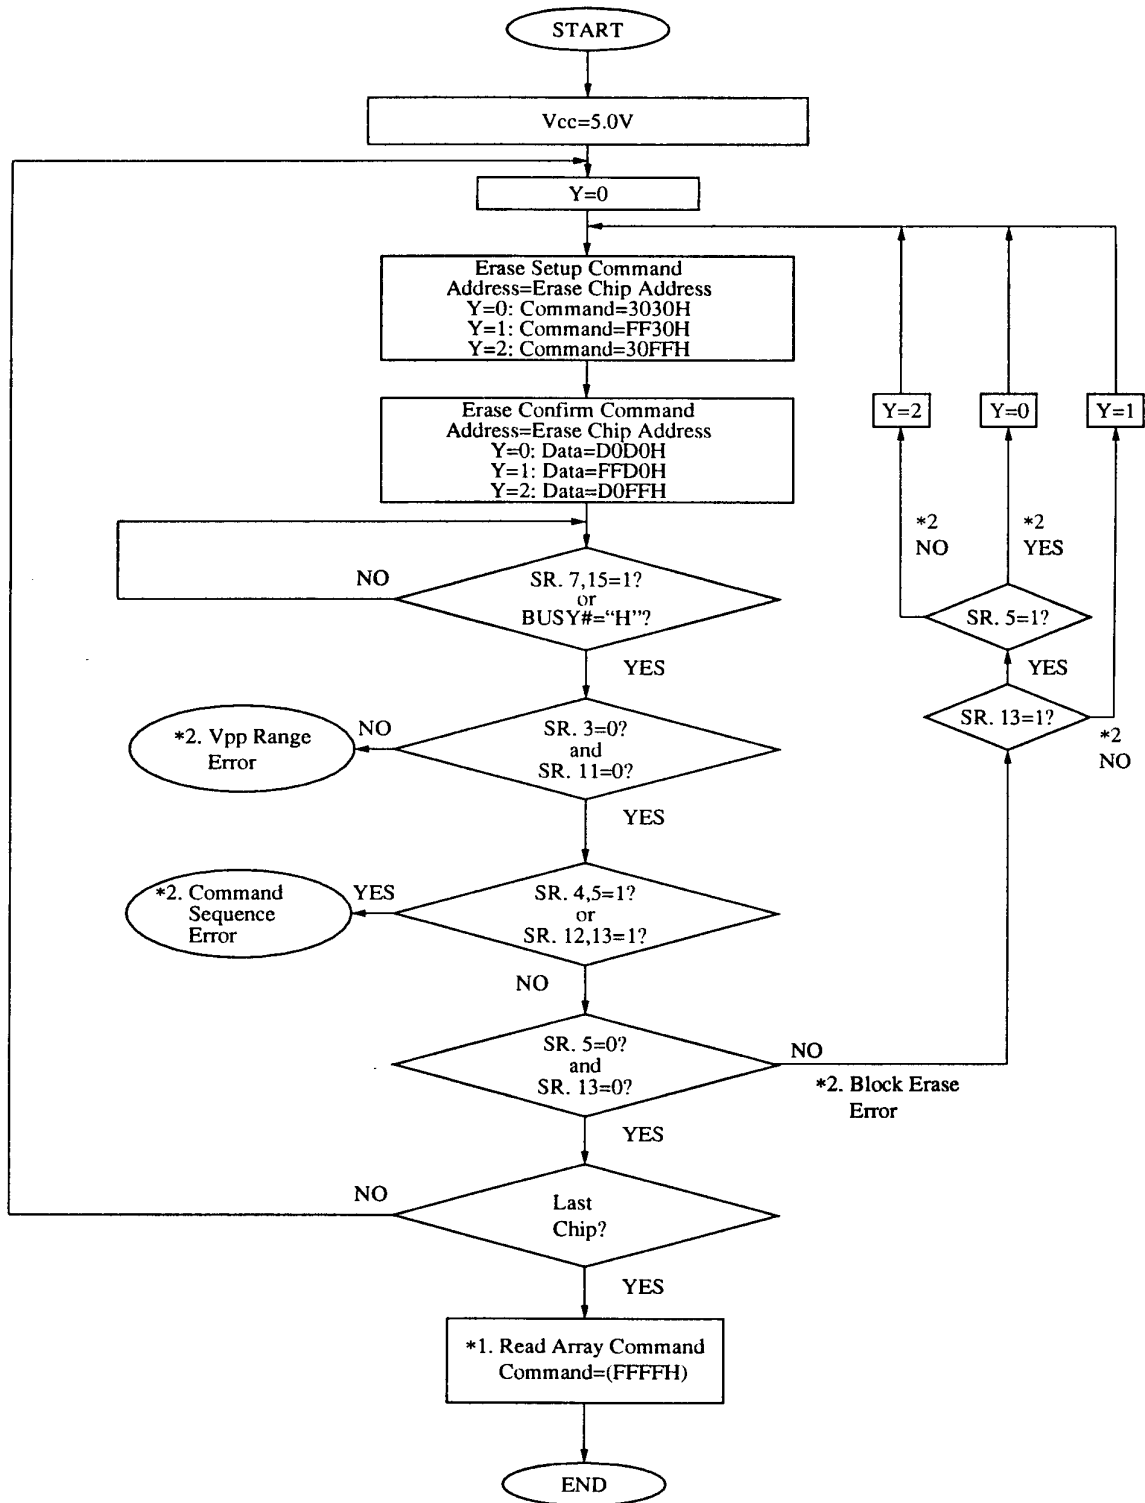 START
Vcc=5.0V
Y=0
Erase Setup Command
Address=Erase Chip Address
Y=0: Command=3030H
Y=1: Command=FF30H
Y=2: Command=30FFH
Erase Confirm Command
Address=Erase Chip Address
Y=0: Data=D0D0H
Y=1: Data=FFD0H
Y=2: Data=D0FFH
Y=2
Y=0
Y=1
*2
NO
*2
YES
NO
SR. 7,15=1?
or
BUSY#="H"?
SR. 5=1?
YES
YES
SR. 13=1?
*2
NO
*2. Vpp Range
Error
NO
SR. 3=0?
and
SR. 11=0?
YES
*2. Command
Sequence
Error
YES
SR. 4,5=1?
or
SR. 12,13=1?
NO
SR. 5=0?
and
SR. 13=0?
NO
*2. Block Erase
Error
YES
NO
Last
Chip?
YES
*1. Read Array Command
Command=(FFFFH)
END